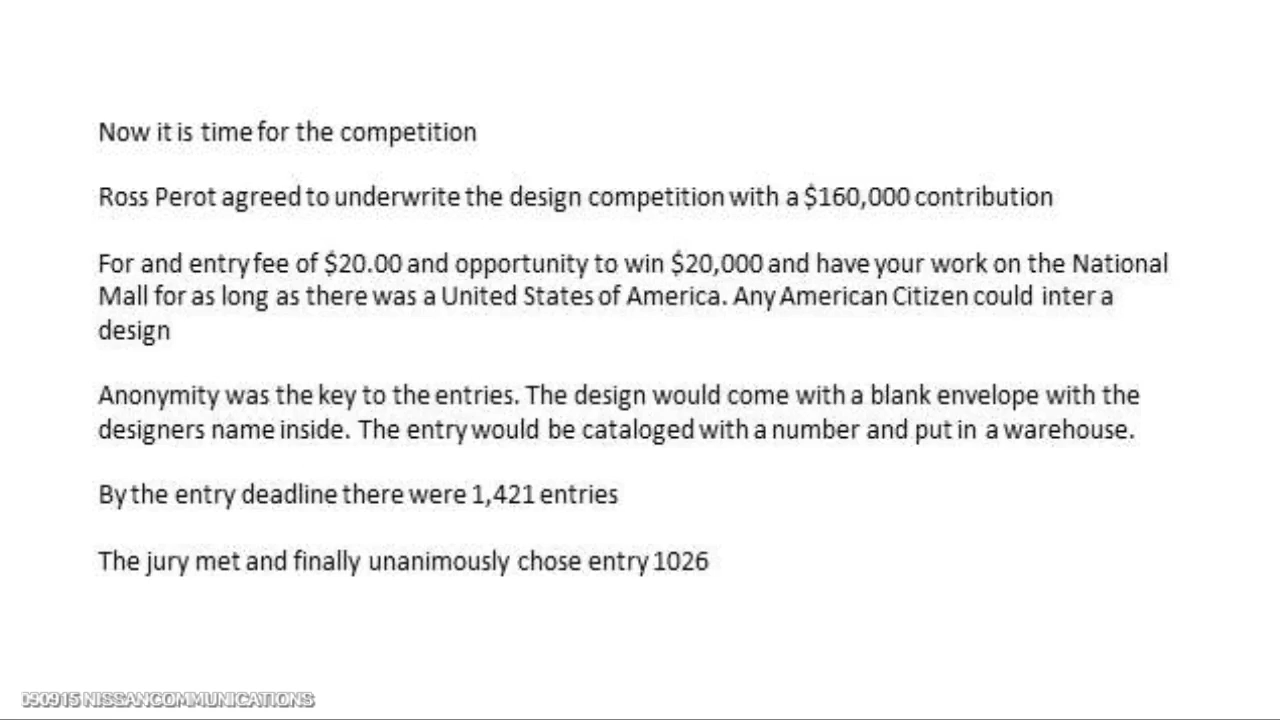 Now it is time for the competition
Ross Perot agreed to underwrite the design competition with a $160,000 contribution
For and entry fee of $20.00 and opportunity to win $20,000 and have your work on the National
Mall for as long as there was a United States of America. Any American Citizen could inter a
design
Anonymity was the key to the entries. The design would come with a blank envelope with the
designers name inside. The entry would be cataloged with a number and put in a warehouse.
By the entry deadline there were 1,421 entries
The jury met and finally unanimously chose entry 1026
090915 NISSANCOMMUNICATIONS